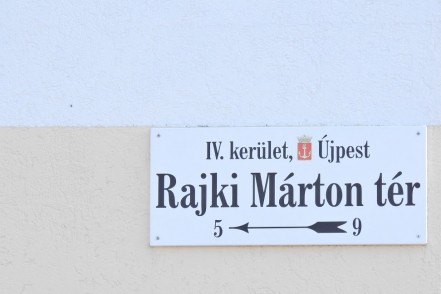 IV. kerület, Újpest
Rajki Márton tér
5 9